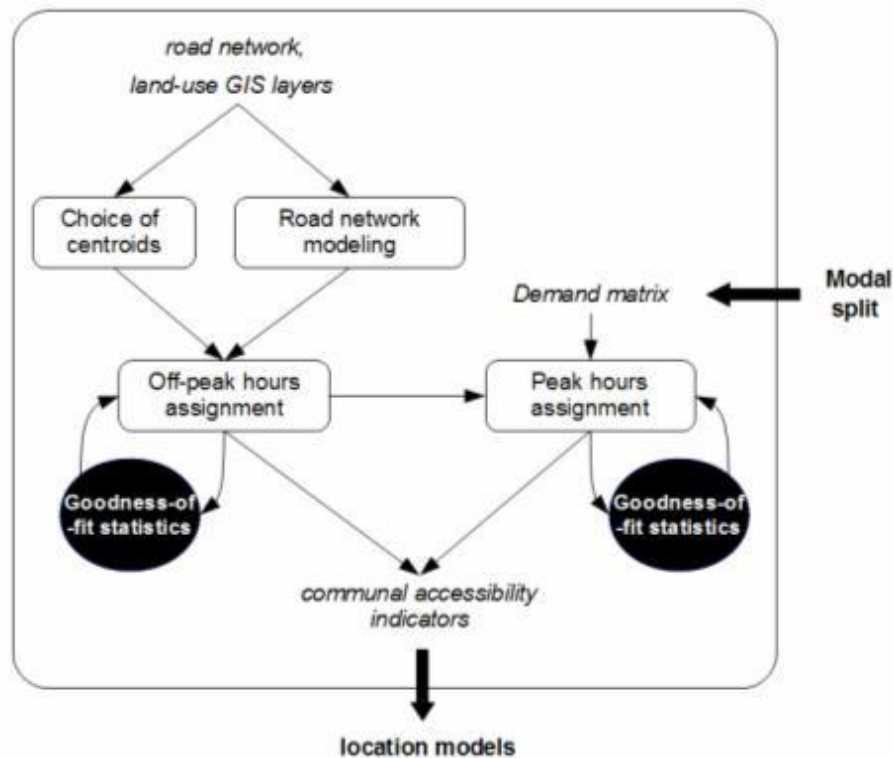 road network,
land-use GIS layers
Choice of
centroids
Road network
modeling
Demand matrix
Modal
split
Off-peak hours
assignment
Peak hours
assignment
Goodness-of
-fit statistics
Goodness-of
-fit statistics
communal accessibility
indicators
location models